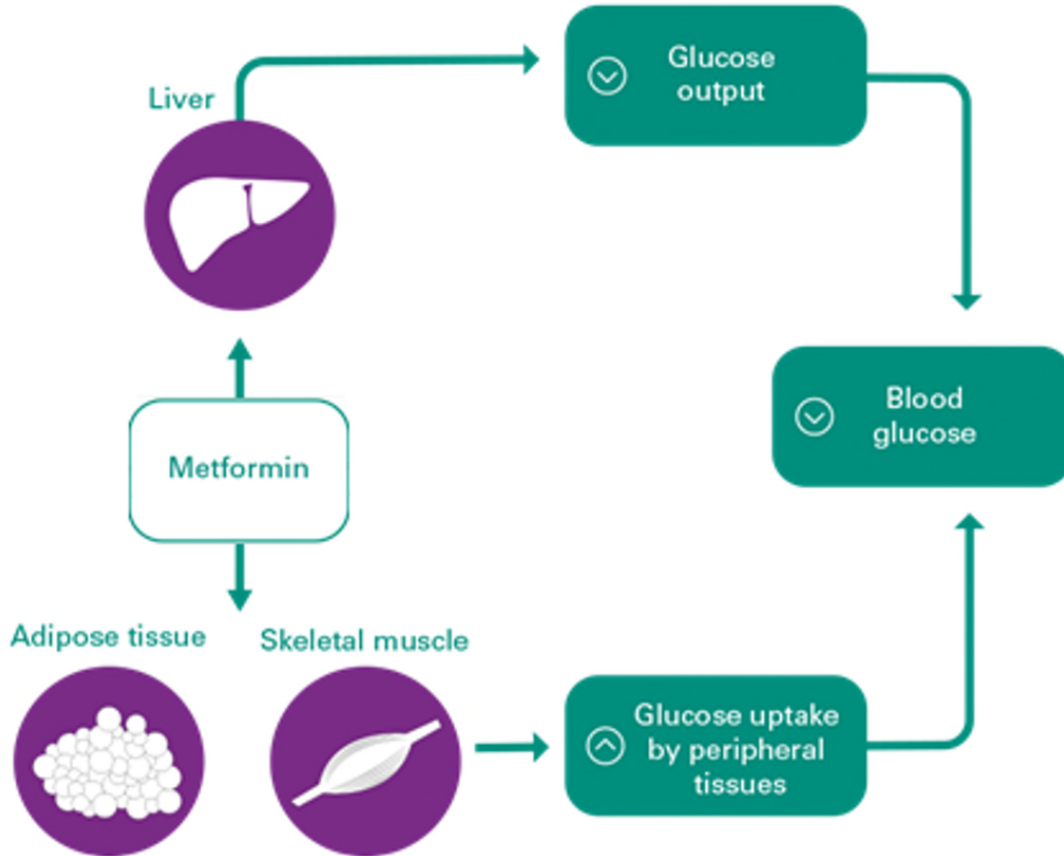 Liver
Glucose
output
Blood
glucose
Metformin
Adipose tissue
Skeletal muscle
Glucose uptake
by peripheral
tissues